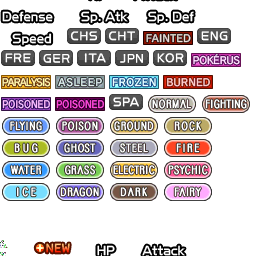 Defense Sp. Atk Sp. Def
Speed CHS CHT FAINTED ENG
FRE GER ITA JPN KOR POKÉRUS
PARALYSIS ASLEEP FROZEN BURNED
POISONED POISONED SPA NORMAL FIGHTING
FLYING POISON GROUND ROCK
BUG GHOST STEEL FIRE
WATER GRASS ELECTRIC PSYCHIC
ICE DRAGON DARK FAIRY
NEW HP Attack